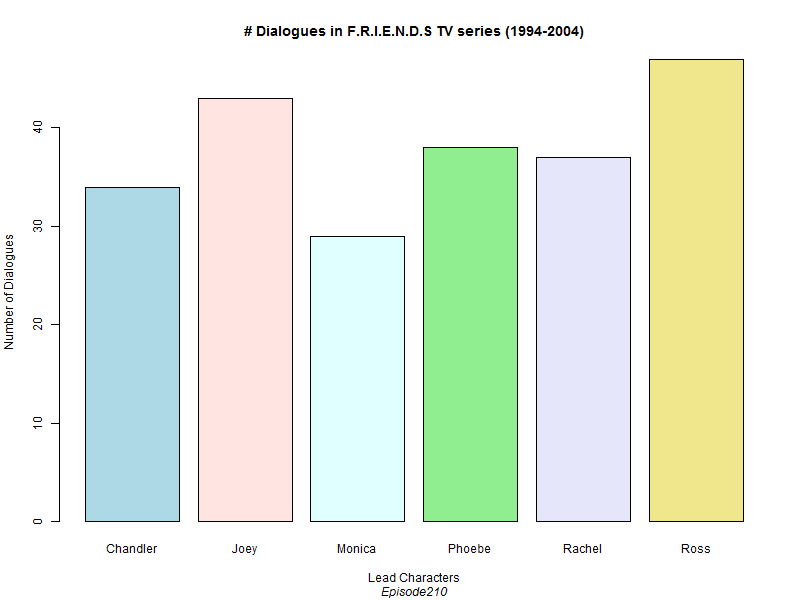 # Dialogues in F.R.I.E.N.D.S TV series (1994-2004)
Number of Dialogues
40
30
20
10
0
Chandler Joey Monica Phoebe Rachel Ross
Lead Characters
Episode210